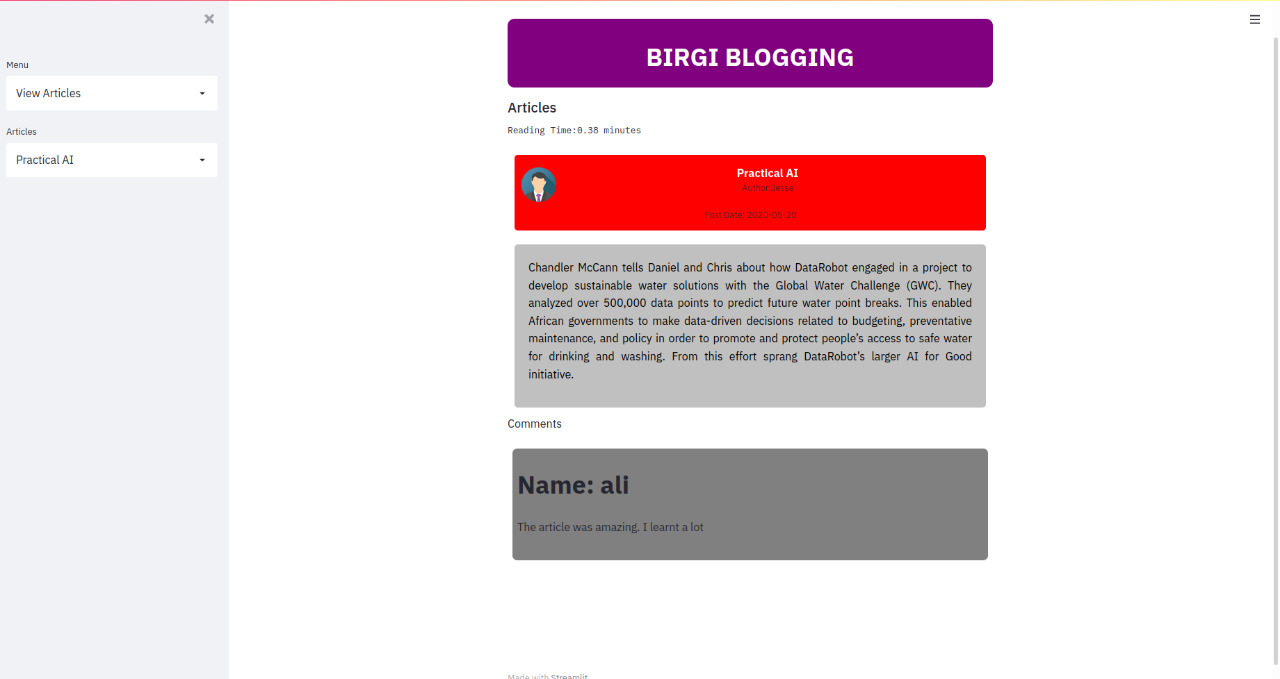 Menu
View Articles
Articles
Practical AI
BIRGI BLOGGING
Articles
Reading Time:0.38 minutes
Practical AI
Author:Jesse
Post Date: 2020-05-20
Chandler McCann tells Daniel and Chris about how DataRobot engaged in a project to
develop sustainable water solutions with the Global Water Challenge (GWC). They
analyzed over 500,000 data points to predict future water point breaks. This enabled
African governments to make data-driven decisions related to budgeting, preventative
maintenance, and policy in order to promote and protect people’s access to safe water
for drinking and washing. From this effort sprang DataRobot’s larger AI for Good
initiative.
Comments
Name: ali
The article was amazing. I learnt a lot
Made with Streamlit